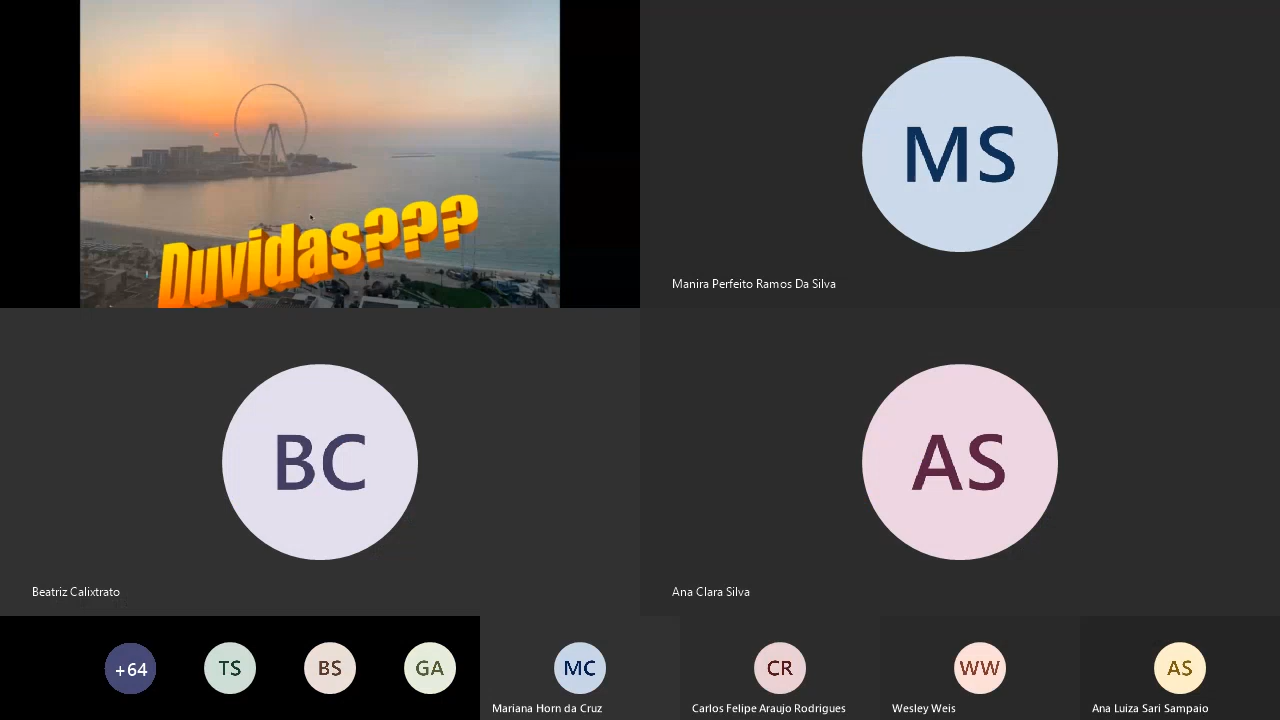 Duvidas???
MS
Manira Perfeito Ramos Da Silva
BC
Beatriz Calixtrato
AS
Ana Clara Silva
+64
TS
BS
GA
MC
Mariana Horn da Cruz
CR
Carlos Felipe Araujo Rodrigues
WW
Wesley Weis
AS
Ana Luiza Sari Sampaio